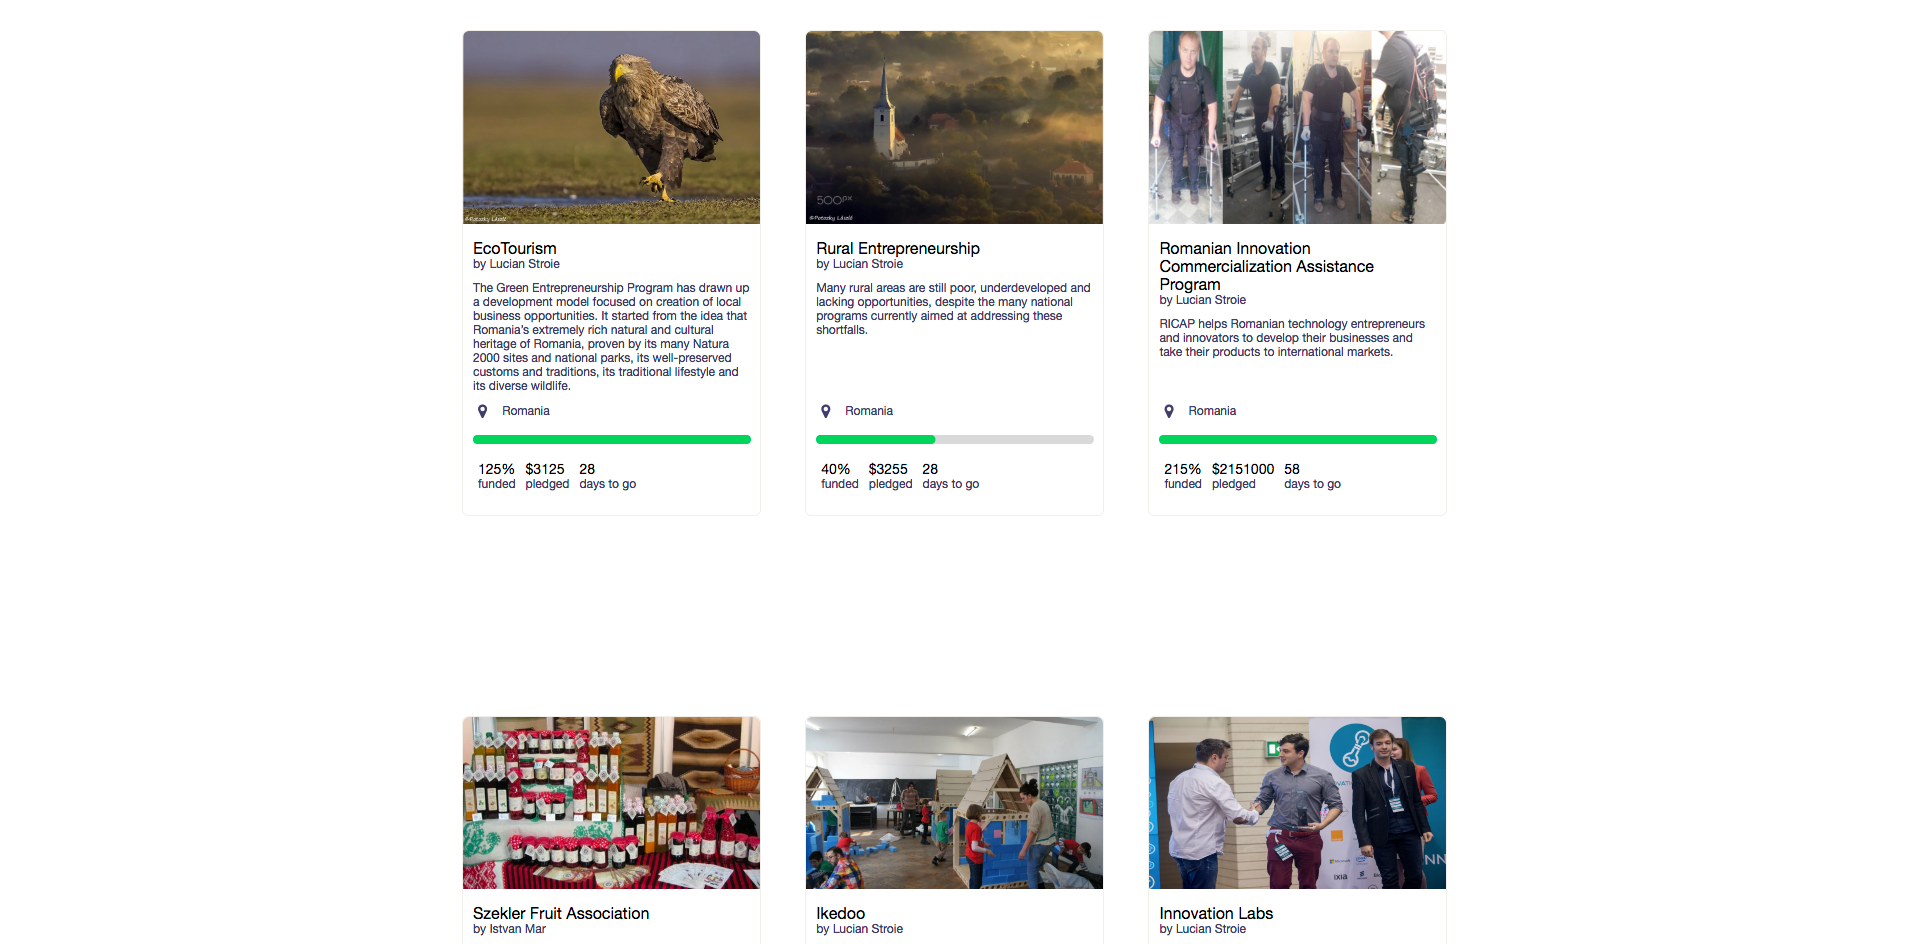 ©Potozky László
EcoTourism
by Lucian Stroie
The Green Entrepreneurship Program has drawn up
a development model focused on creation of local
business opportunities. It started from the idea that
Romania's extremely rich natural and cultural
heritage of Romania, proven by its many Natura
2000 sites and national parks, its well-preserved
customs and traditions, its traditional lifestyle and
its diverse wildlife.
Romania
125% $3125 28
funded pledged days to go
500px
©Potozky László
Rural Entrepreneurship
by Lucian Stroie
Many rural areas are still poor, underdeveloped and
lacking opportunities, despite the many national
programs currently aimed at addressing these
shortfalls.
Romania
40% $3255 28
funded pledged days to go
Romanian Innovation
Commercialization Assistance
Program
by Lucian Stroie
RICAP helps Romanian technology entrepreneurs
and innovators to develop their businesses and
take their products to international markets.
Romania
215% $2151000 58
funded pledged days to go
Szekler Fruit Association
by Istvan Mar
Ikedoo
by Lucian Stroie
ixia
Innovation Labs
by Lucian Stroie